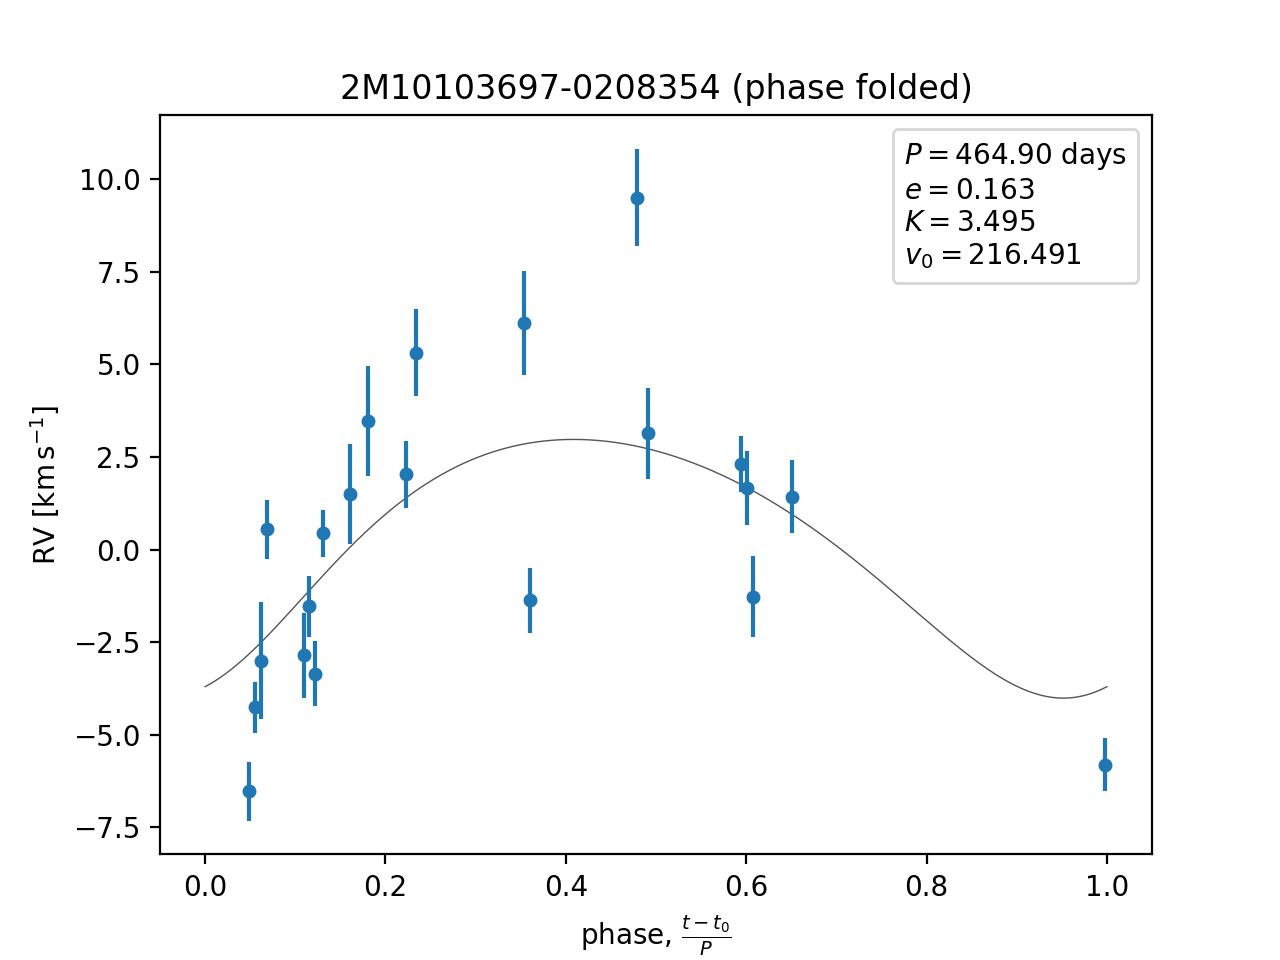 2M10103697-0208354 (phase folded)
P = 464.90 days
e = 0.163
K = 3.495
v₀ = 216.491
10.0
7.5
5.0
2.5
0.0
−2.5
−5.0
−7.5
RV [km s⁻¹]
0.0 0.2 0.4 0.6 0.8 1.0
phase, (t − t₀)/P